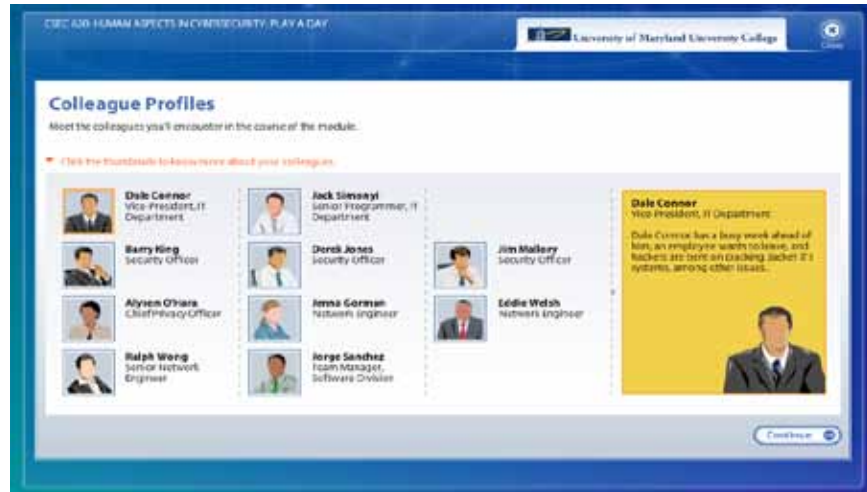 CSEC 620: HUMAN ASPECTS IN CYBERSECURITY: PLAY A DAY
University of Maryland University College
Close
Colleague Profiles
Meet the colleagues you'll encounter in the course of the module.
Click the thumbnails to know more about your colleagues.
Dale Connor
Vice-President, IT
Department
Jack Simonyi
Senior Programmer, IT
Department
Barry King
Security Officer
Derek Jones
Security Officer
Jim Mallory
Security Officer
Alysen O'Hara
Chief Privacy Officer
Jenna Gorman
Network Engineer
Eddie Welsh
Network Engineer
Ralph Wong
Senior Network
Engineer
Jorge Sanchez
Team Manager,
Software Division
Dale Connor
Vice-President, IT Department
Dale Connor has a busy week ahead of
him, an employee wants to leave, and
hackers are bent on cracking Jacket
systems, among other issues.
Continue